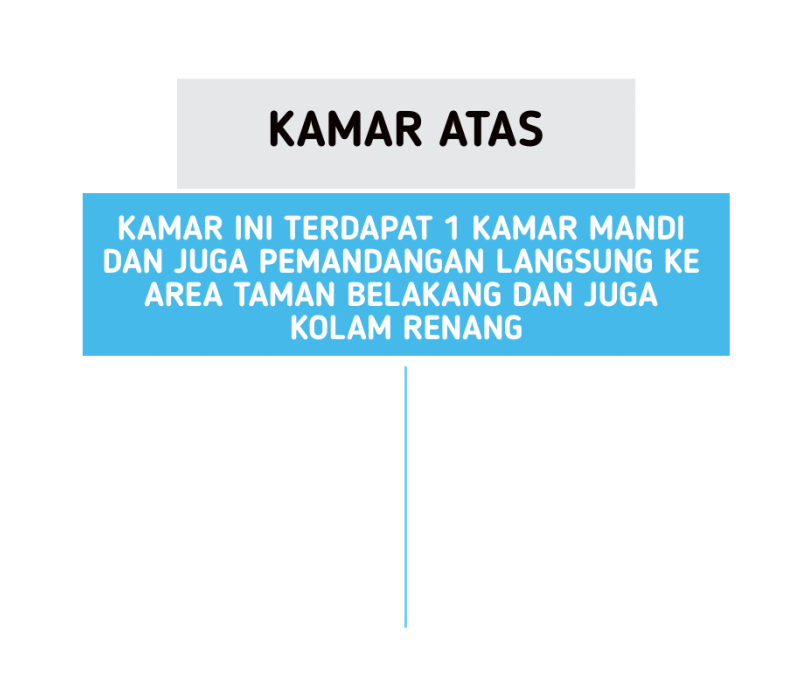 KAMAR ATAS
KAMAR INI TERDAPAT 1 KAMAR MANDI
DAN JUGA PEMANDANGAN LANGSUNG KE
AREA TAMAN BELAKANG DAN JUGA
KOLAM RENANG